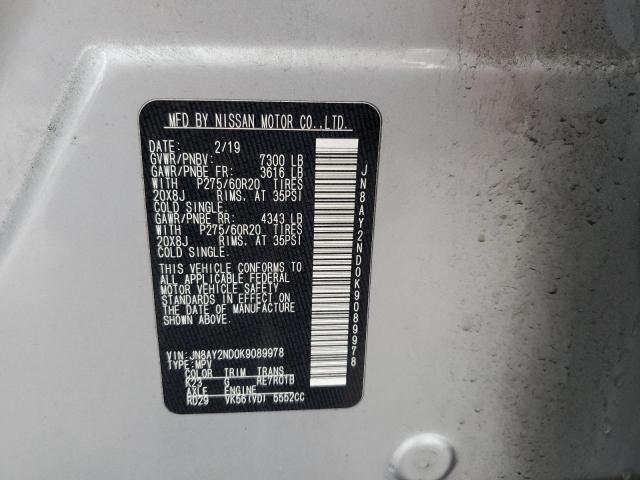 MFD BY NISSAN MOTOR CO.,LTD.
DATE: 2/19
GVWR/PNBV: 7300 LB
GAWR/PNBE FR: 3616 LB
WITH P275/60R20 TIRES
20X8J RIMS. AT 35PSI
COLD SINGLE.
GAWR/PNBE RR: 4343 LB
WITH P275/60R20 TIRES
20X8J RIMS. AT 35PSI
COLD SINGLE.
THIS VEHICLE CONFORMS TO
ALL APPLICABLE FEDERAL
MOTOR VEHICLE SAFETY
STANDARDS IN EFFECT ON
THE DATE OF MANUFACTURE
SHOWN ABOVE.
VIN:JN8AY2ND0K9089978
TYPE:MPV
COLOR TRIM TRANS
K23 G RE7R01B
AXLE ENGINE
RD29 VK56(VD) 5552CC
JN8AY2ND0K9089978